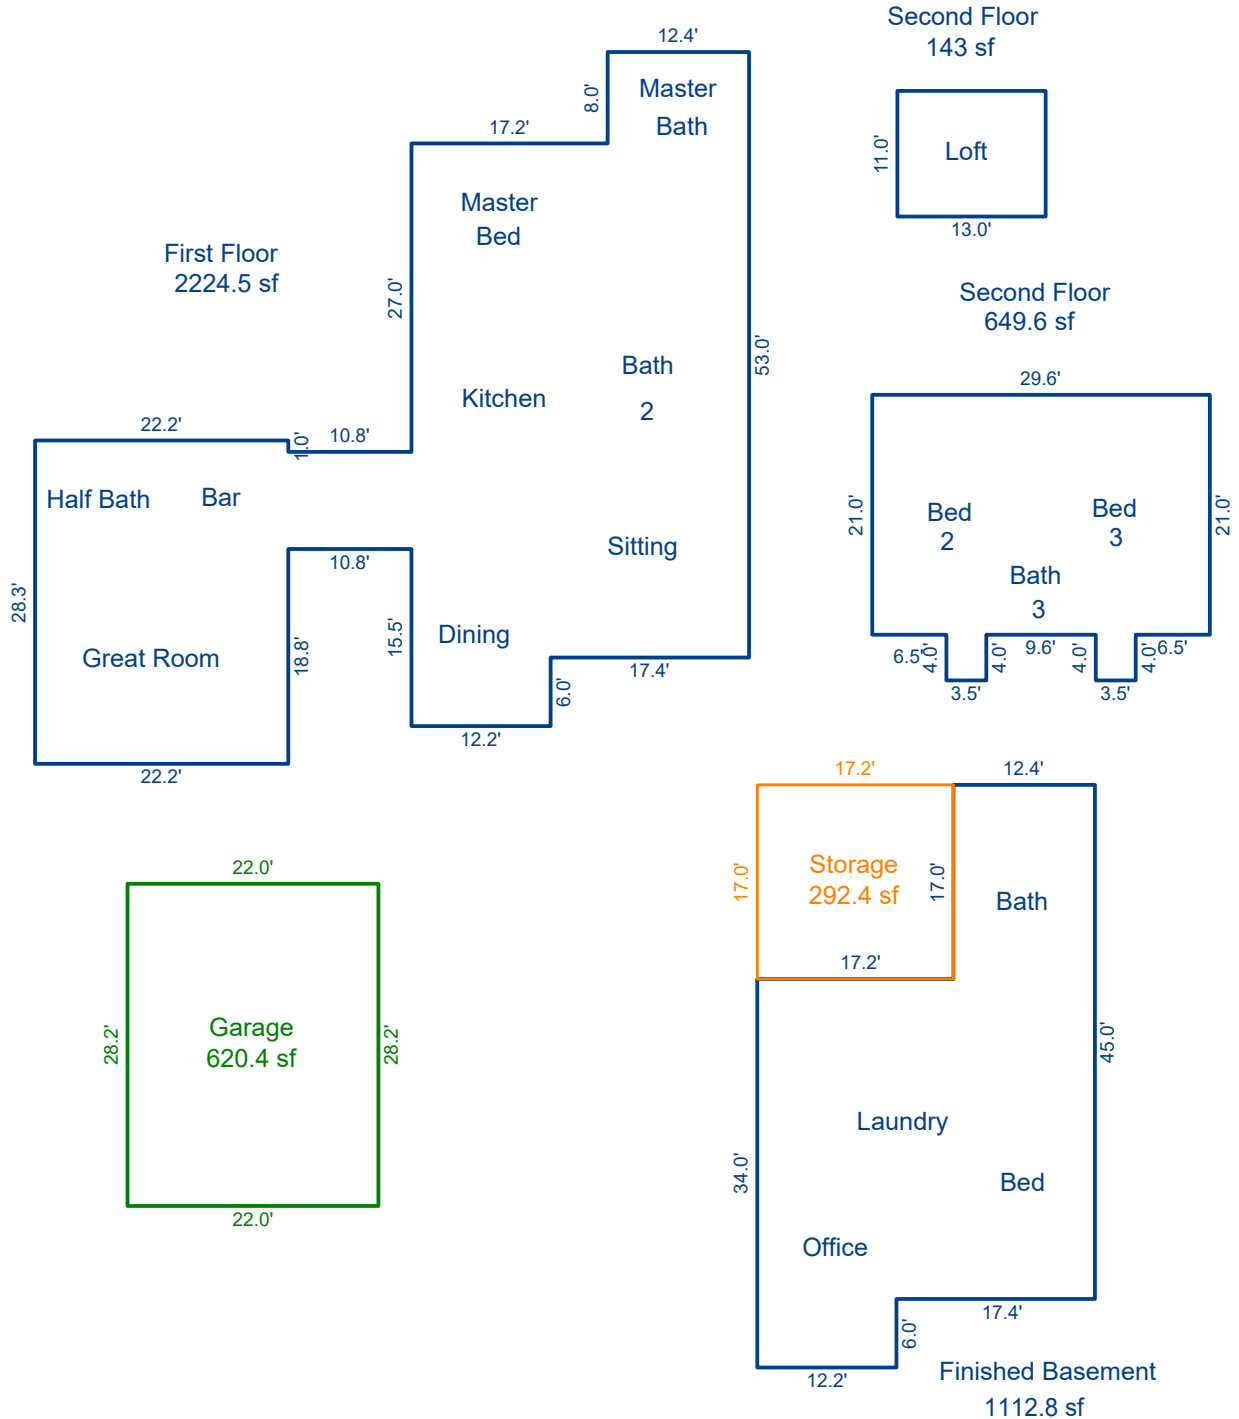 Second Floor
143 sf
11.0'
Loft
13.0'
12.4'
8.0'
Master
Bath
17.2'
Master
Bed
First Floor
2224.5 sf
27.0'
53.0'
Bath
2
Kitchen
22.2'
1.0'
10.8'
Half Bath
Bar
Sitting
10.8'
28.3'
Great Room
18.8'
15.5'
Dining
17.4'
6.0'
12.2'
22.2'
Second Floor
649.6 sf
29.6'
21.0'
21.0'
Bed
2
Bed
3
Bath
3
6.5'
4.0'
4.0'
9.6'
4.0'
4.0'
6.5'
3.5'
3.5'
22.0'
28.2'
Garage
620.4 sf
28.2'
22.0'
17.2'
12.4'
17.0'
Storage
292.4 sf
17.0'
Bath
17.2'
45.0'
Laundry
34.0'
Bed
Office
17.4'
6.0'
12.2'
Finished Basement
1112.8 sf